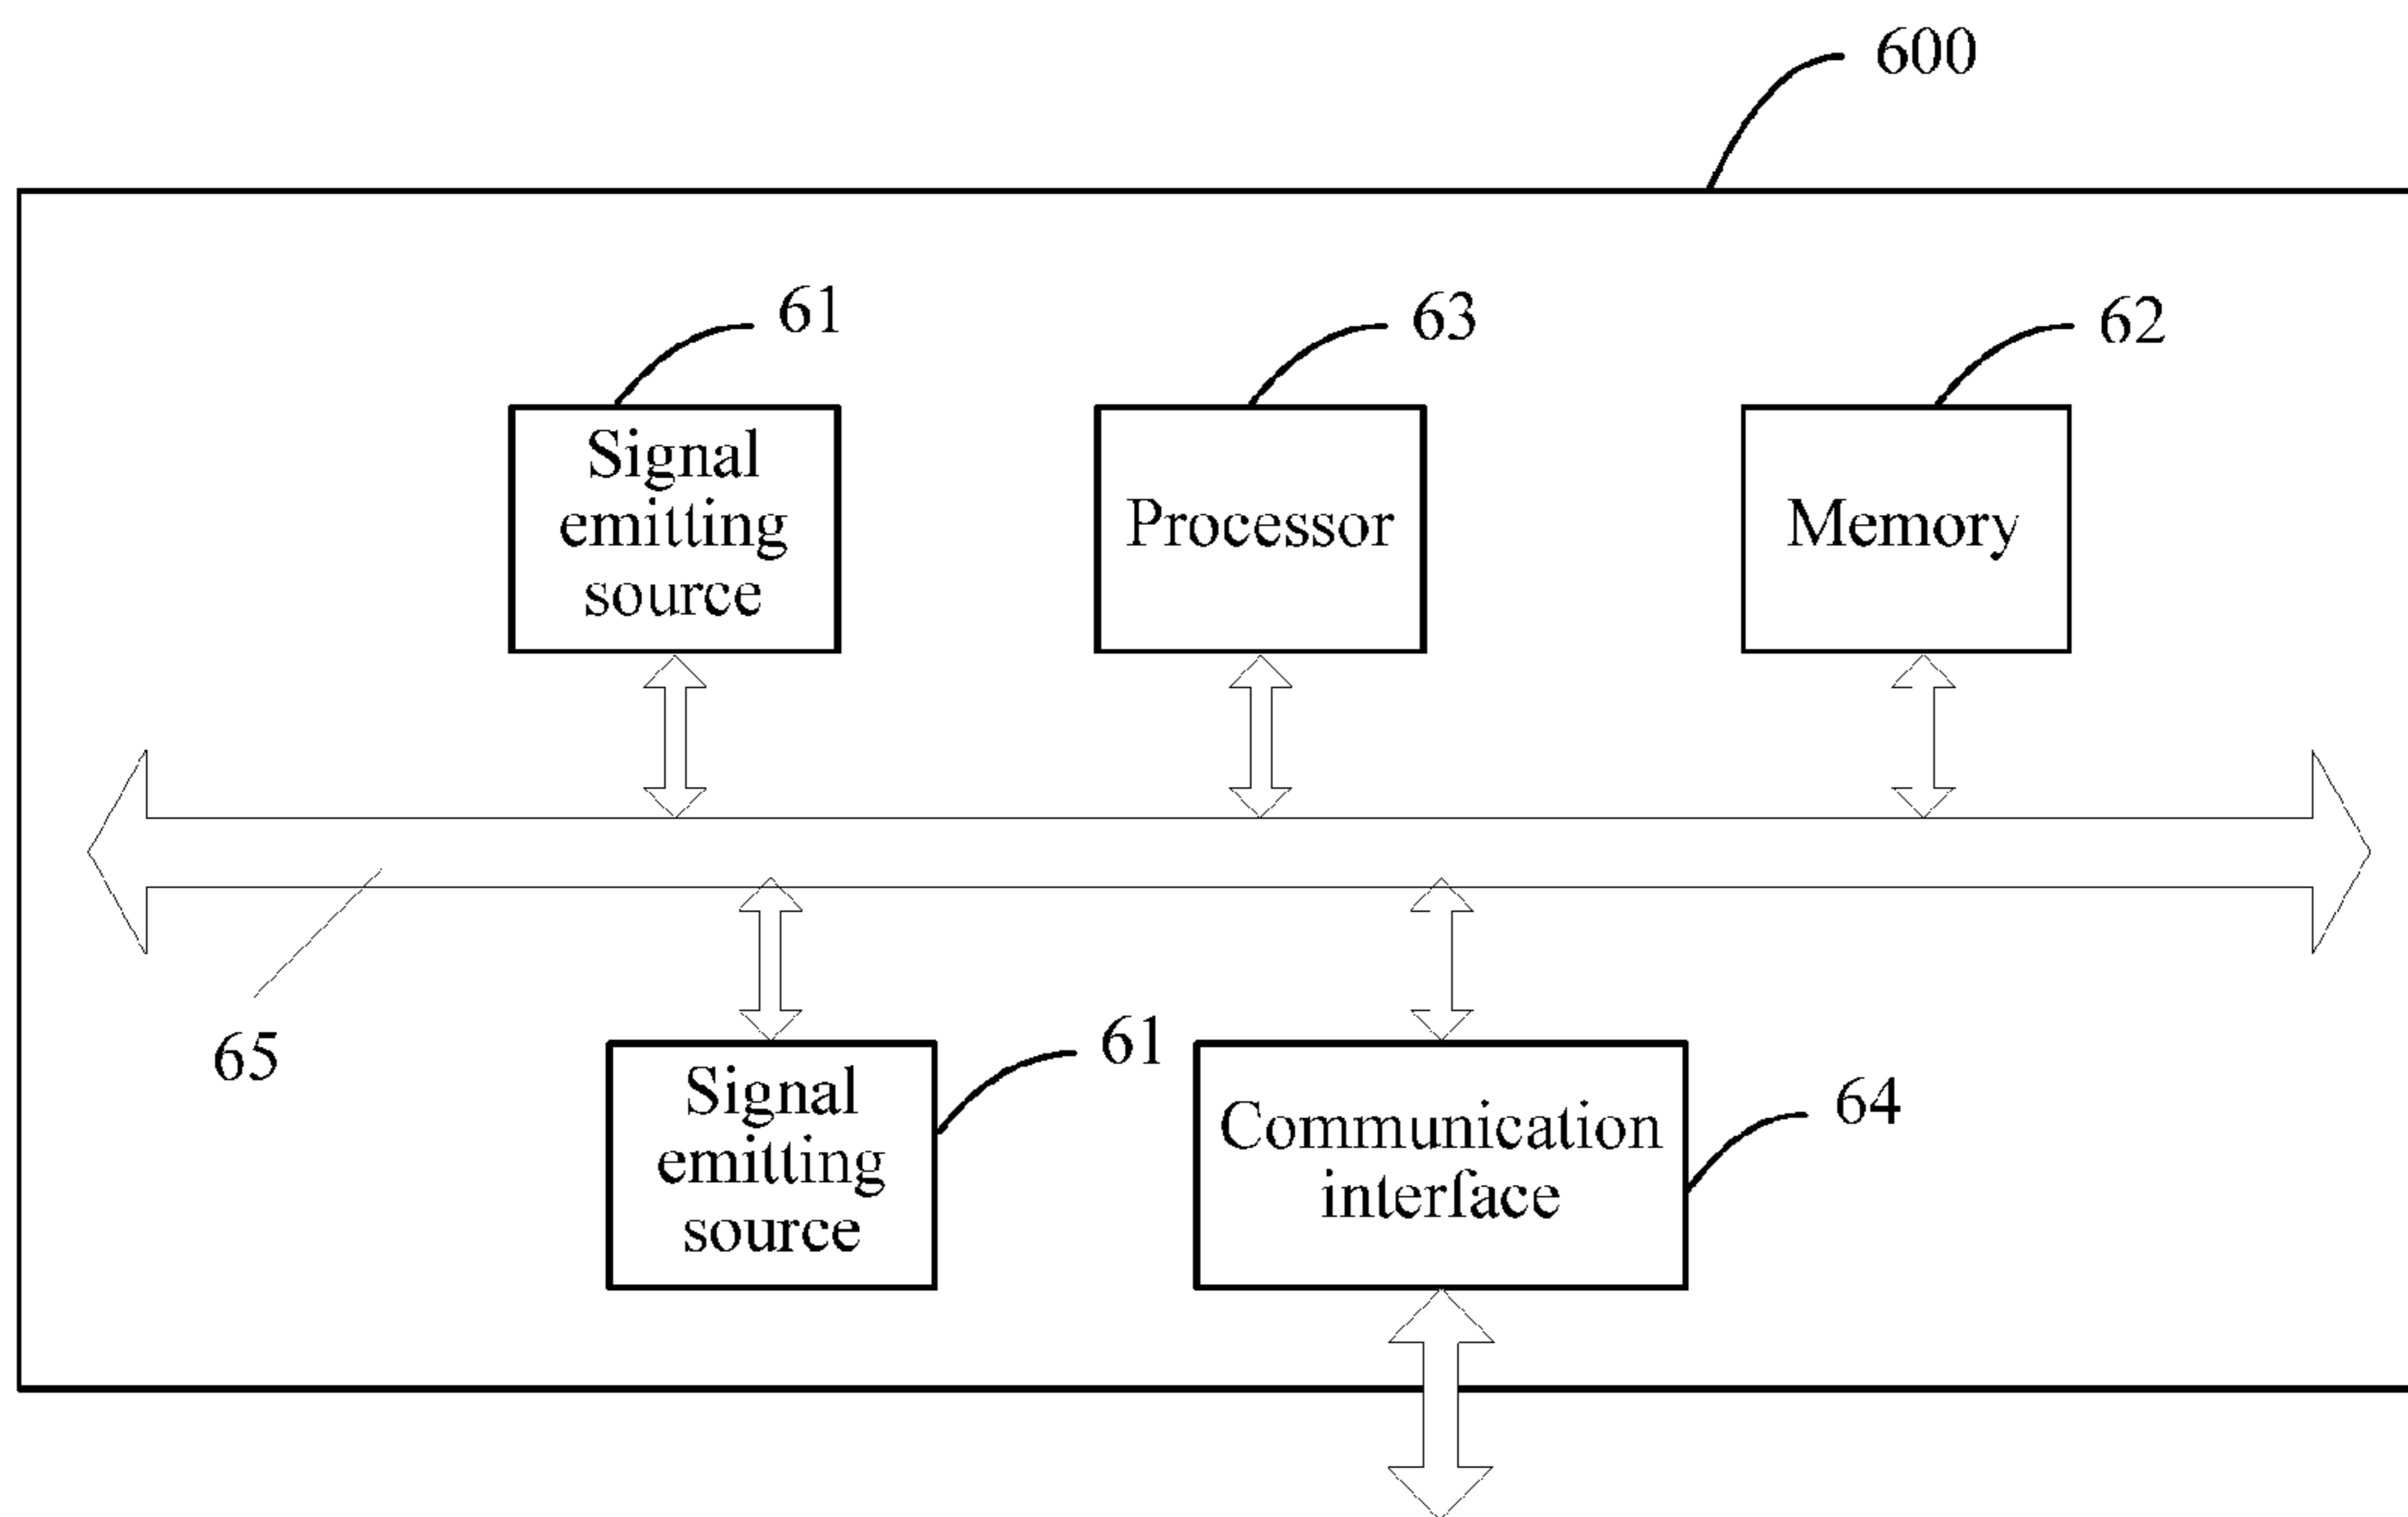 600
61
63
62
Signal
emitting
source
Processor
Memory
65
61
Signal
emitting
source
64
Communication
interface